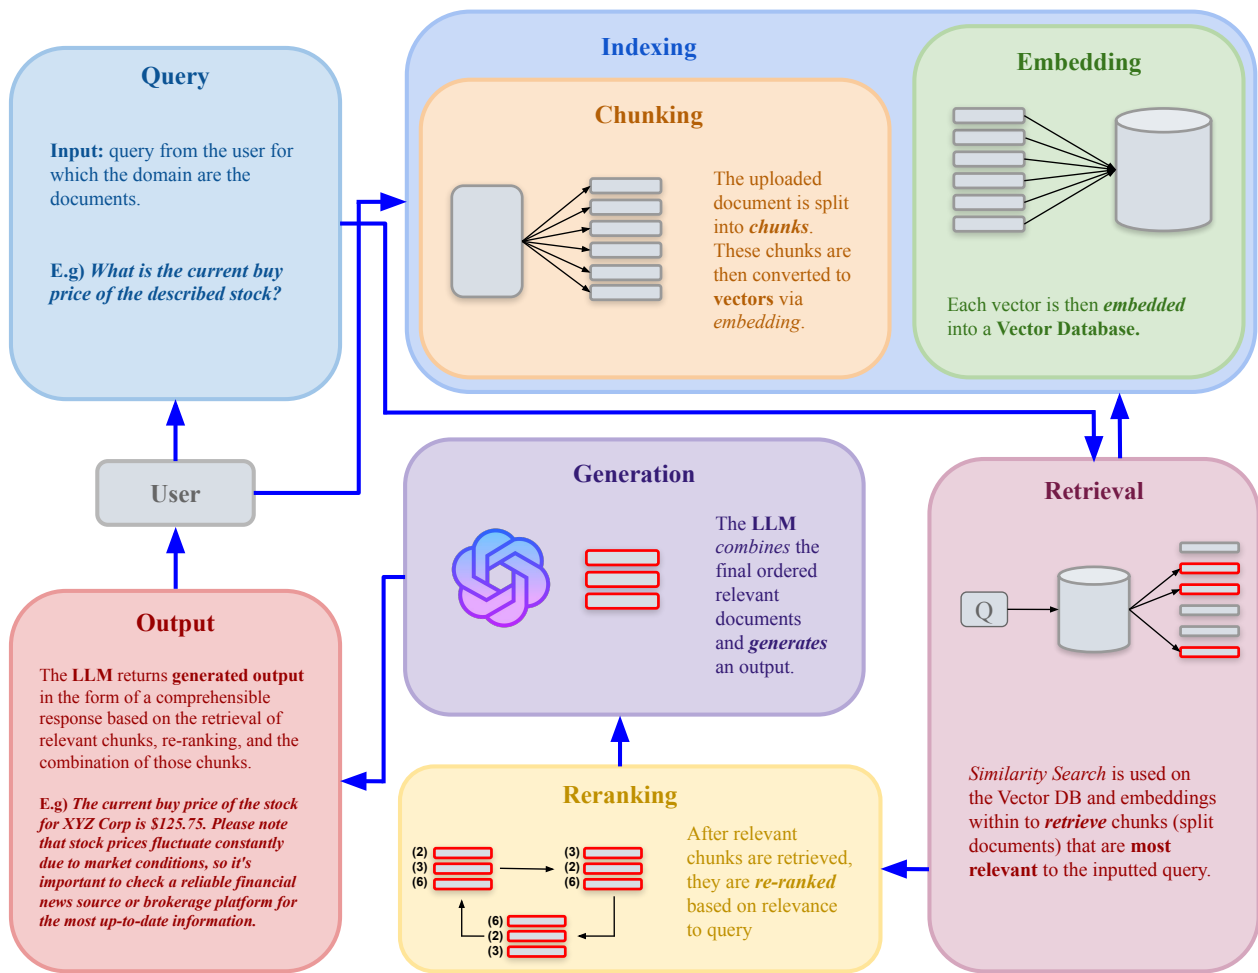 Query
Input: query from the user for
which the domain are the
documents.
E.g) What is the current buy
price of the described stock?
Indexing
Chunking
The uploaded
document is split
into chunks.
These chunks are
then converted to
vectors via
embedding.
Embedding
Each vector is then embedded
into a Vector Database.
User
Generation
The LLM
combines the
final ordered
relevant
documents
and generates
an output.
Retrieval
Q
Similarity Search is used on
the Vector DB and embeddings
within to retrieve chunks (split
documents) that are most
relevant to the inputted query.
Output
The LLM returns generated output
in the form of a comprehensible
response based on the retrieval of
relevant chunks, re-ranking, and the
combination of those chunks.
E.g) The current buy price of the stock
for XYZ Corp is $125.75. Please note
that stock prices fluctuate constantly
due to market conditions, so it's
important to check a reliable financial
news source or brokerage platform for
the most up-to-date information.
Reranking
(2)
(3)
(6)
(3)
(2)
(6)
(6)
(2)
(3)
After relevant
chunks are retrieved,
they are re-ranked
based on relevance
to query